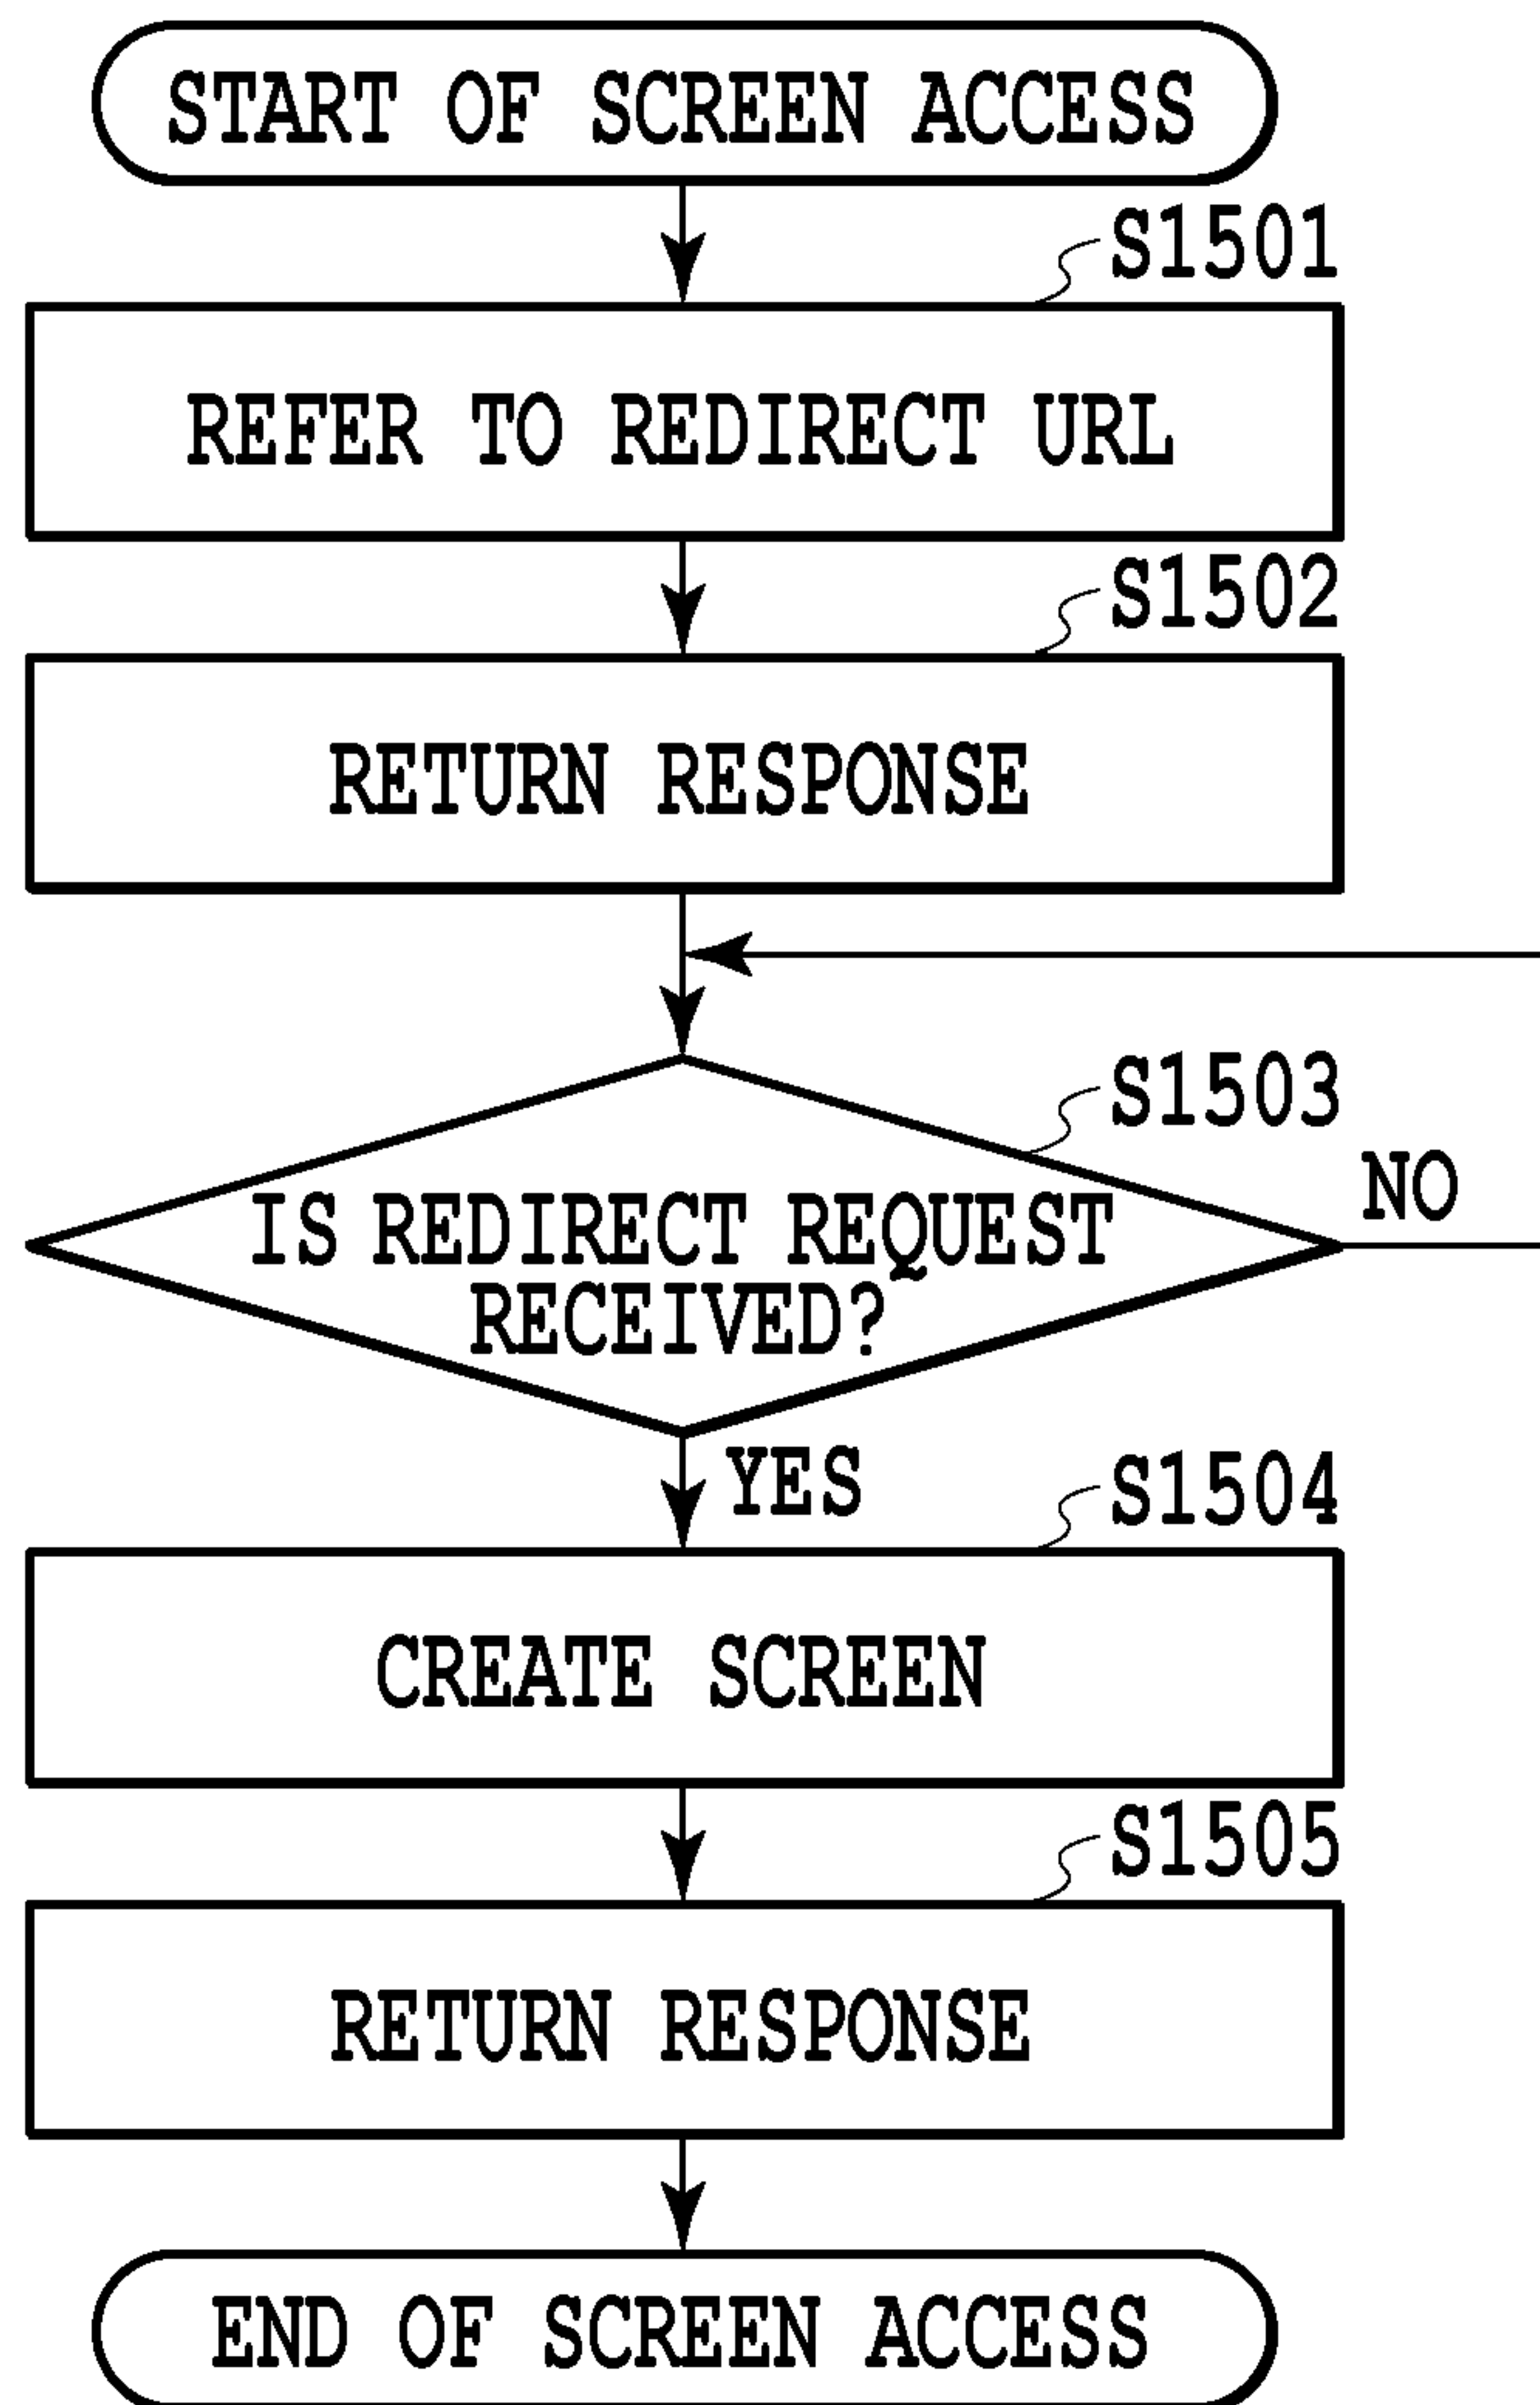 START OF SCREEN ACCESS
S1501
REFER TO REDIRECT URL
S1502
RETURN RESPONSE
S1503
NO
IS REDIRECT REQUEST
RECEIVED?
YES
S1504
CREATE SCREEN
S1505
RETURN RESPONSE
END OF SCREEN ACCESS